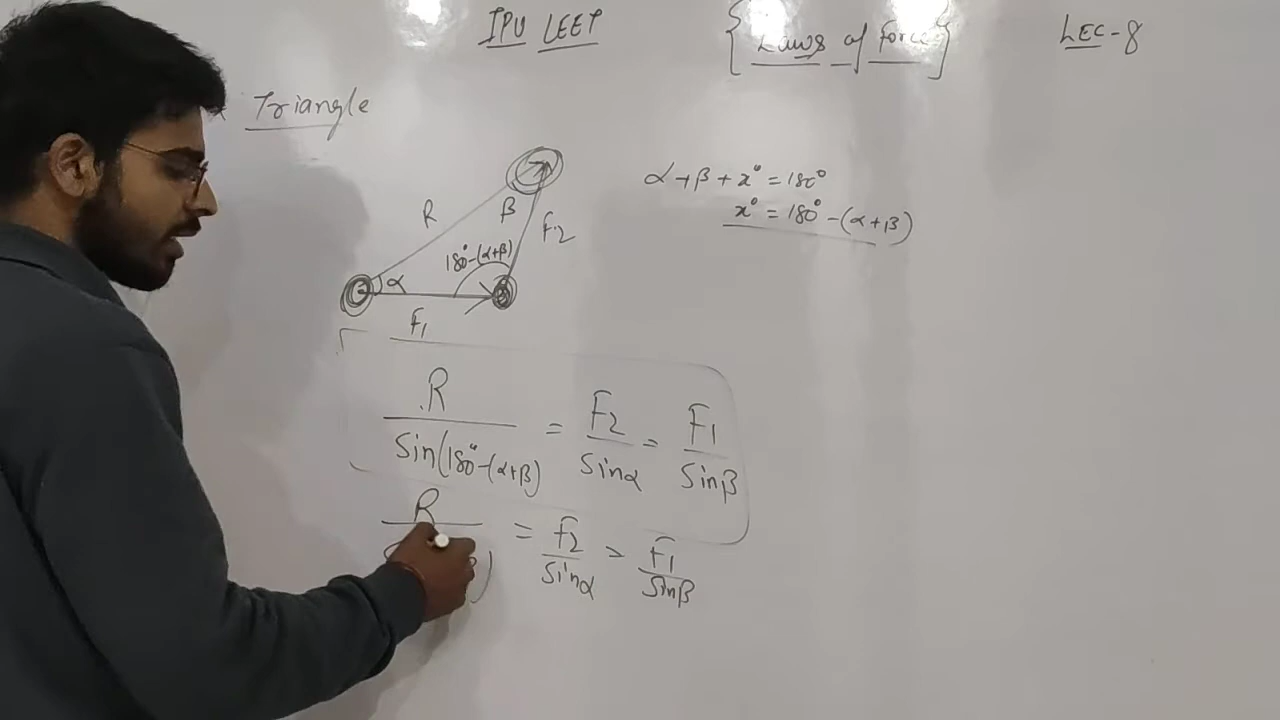 IPU LEET
{Laws of force}
LEC-8
Triangle
R
β
F2
180°-(α+β)
α
F1
α+β+x°=180°
x°=180°-(α+β)
R/Sin(180°-(α+β) = F2/Sinα = F1/Sinβ
R = F2/Sinα = F1/Sinβ